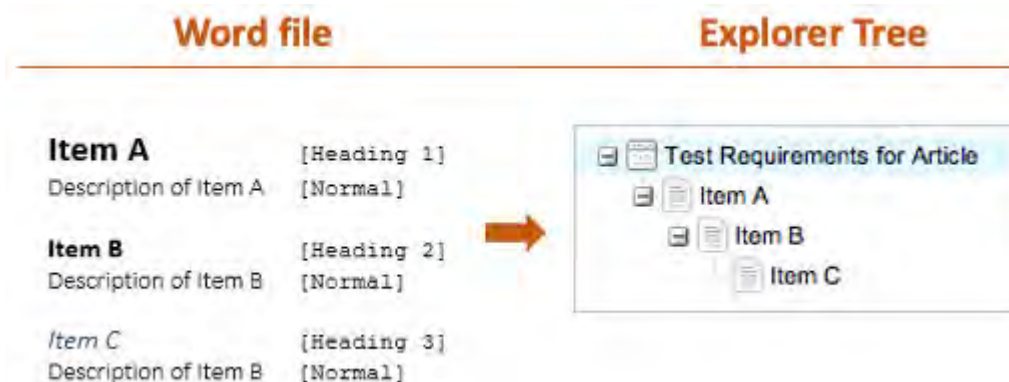 Word file
Explorer Tree
Item A [Heading 1]
Description of Item A [Normal]
Item B [Heading 2]
Description of Item B [Normal]
Item C [Heading 3]
Description of Item B [Normal]
Test Requirements for Article
Item A
Item B
Item C